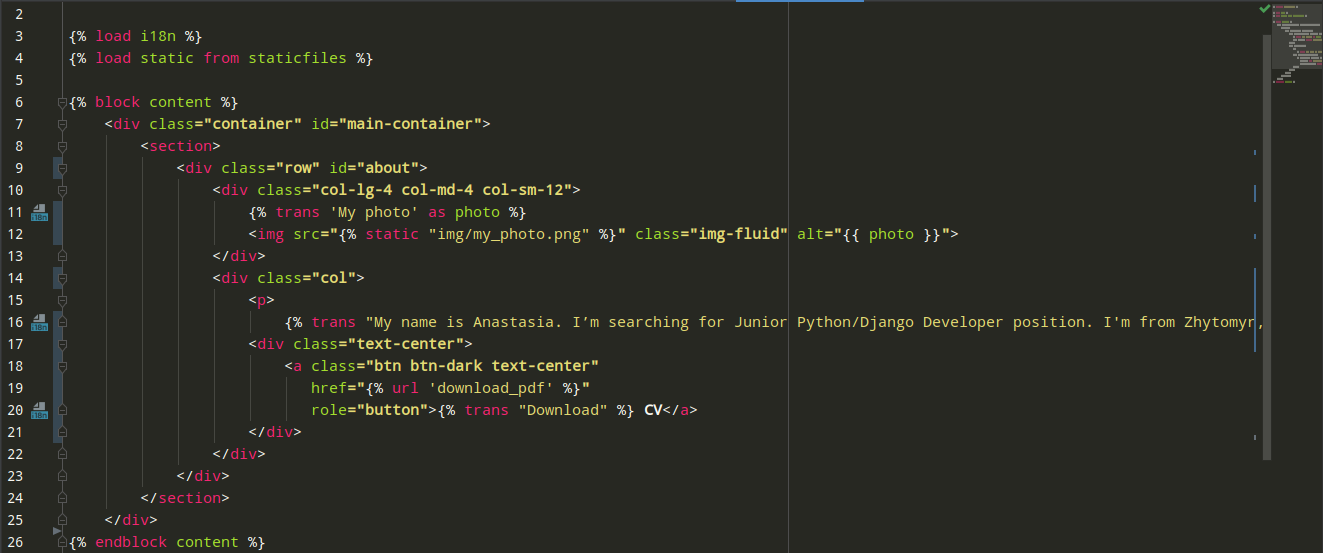 2
3 {% load i18n %}
4 {% load static from staticfiles %}
5
6 {% block content %}
7 <div class="container" id="main-container">
8 <section>
9 <div class="row" id="about">
10 <div class="col-lg-4 col-md-4 col-sm-12">
11 {% trans 'My photo' as photo %}
12 <img src="{% static "img/my_photo.png" %}" class="img-fluid" alt="{{ photo }}">
13 </div>
14 <div class="col">
15 <p>
16 {% trans "My name is Anastasia. I’m searching for Junior Python/Django Developer position. I'm from Zhytomyr,
17 <div class="text-center">
18 <a class="btn btn-dark text-center"
19 href="{% url 'download_pdf' %}"
20 role="button">{% trans "Download" %} CV</a>
21 </div>
22 </div>
23 </div>
24 </section>
25 </div>
26 {% endblock content %}